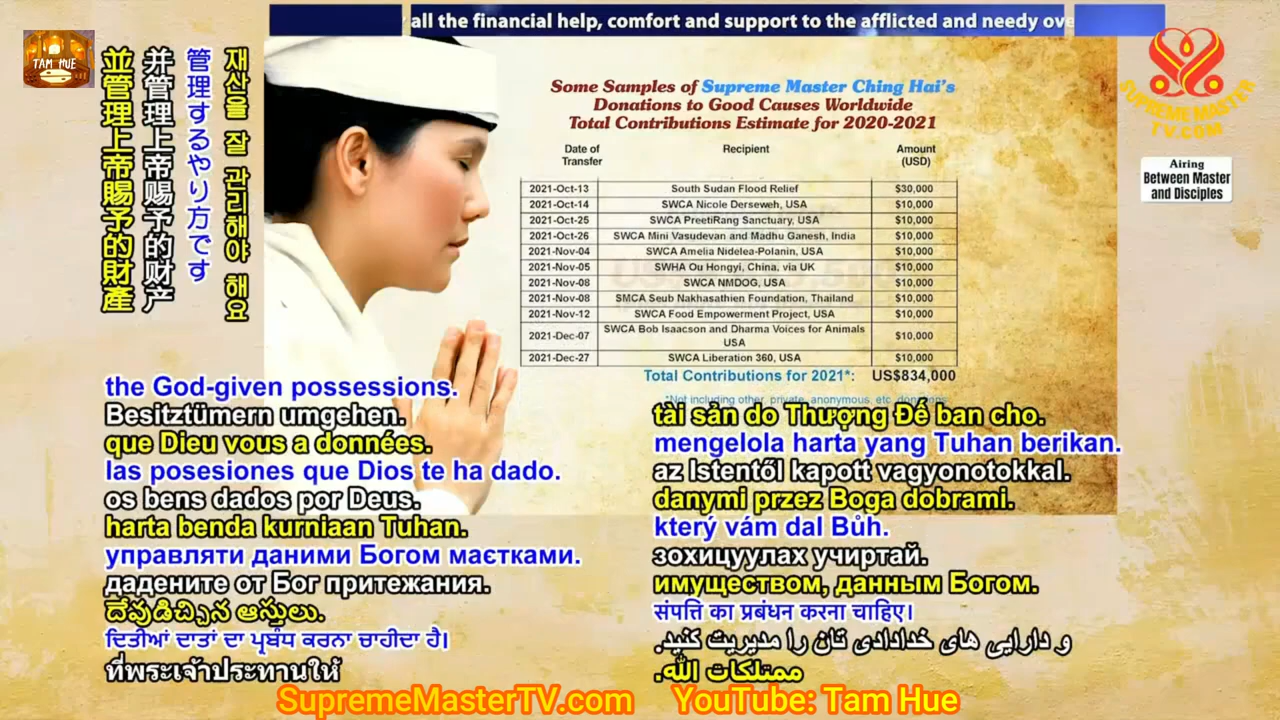 all the financial help, comfort and support to the afflicted and needy ove
TAM HUE
SUPREME MASTER
TV.COM
Airing
Between Master
and Disciples
재산을 잘 관리해야 해요
管理するやり方です
并管理上帝赐予的财产
並管理上帝賜予的財產
Some Samples of Supreme Master Ching Hai's
Donations to Good Causes Worldwide
Total Contributions Estimate for 2020-2021
Date of Transfer Recipient Amount (USD)
2021-Oct-13 South Sudan Flood Relief $30,000
2021-Oct-14 SWCA Nicole Derseweh, USA $10,000
2021-Oct-25 SWCA PreetiRang Sanctuary, USA $10,000
2021-Oct-26 SWCA Mini Vasudevan and Madhu Ganesh, India $10,000
2021-Nov-04 SWCA Amelia Nidelea-Polanin, USA $10,000
2021-Nov-05 SWHA Ou Hongyi, China, via UK $10,000
2021-Nov-08 SWCA NMDOG, USA $10,000
2021-Nov-08 SMCA Seub Nakhasathien Foundation, Thailand $10,000
2021-Nov-12 SWCA Food Empowerment Project, USA $10,000
2021-Dec-07 SWCA Bob Isaacson and Dharma Voices for Animals USA $10,000
2021-Dec-27 SWCA Liberation 360, USA $10,000
Total Contributions for 2021*: US$834,000
*Not including other, private, anonymous, etc. donations
the God-given possessions.
Besitztümern umgehen.
que Dieu vous a données.
las posesiones que Dios te ha dado.
os bens dados por Deus.
harta benda kurniaan Tuhan.
управляти даними Богом маєтками.
дадените от Бог притежания.
దేవుడిచ్చిన ఆస్తులు.
ਦਿਤੀਆਂ ਦਾਤਾਂ ਦਾ ਪ੍ਰਬੰਧ ਕਰਨਾ ਚਾਹੀਦਾ ਹੈ।
ที่พระเจ้าประทานให้
tài sản do Thượng Đế ban cho.
mengelola harta yang Tuhan berikan.
az Istentől kapott vagyonotokkal.
danymi przez Boga dobrami.
který vám dal Bůh.
зохицуулах учиртай.
имуществом, данным Богом.
संपत्ति का प्रबंधन करना चाहिए।
و دارایی های خدادادی تان را مدیریت کنید.
ممتلكات الله.
SupremeMasterTV.com YouTube: Tam Hue